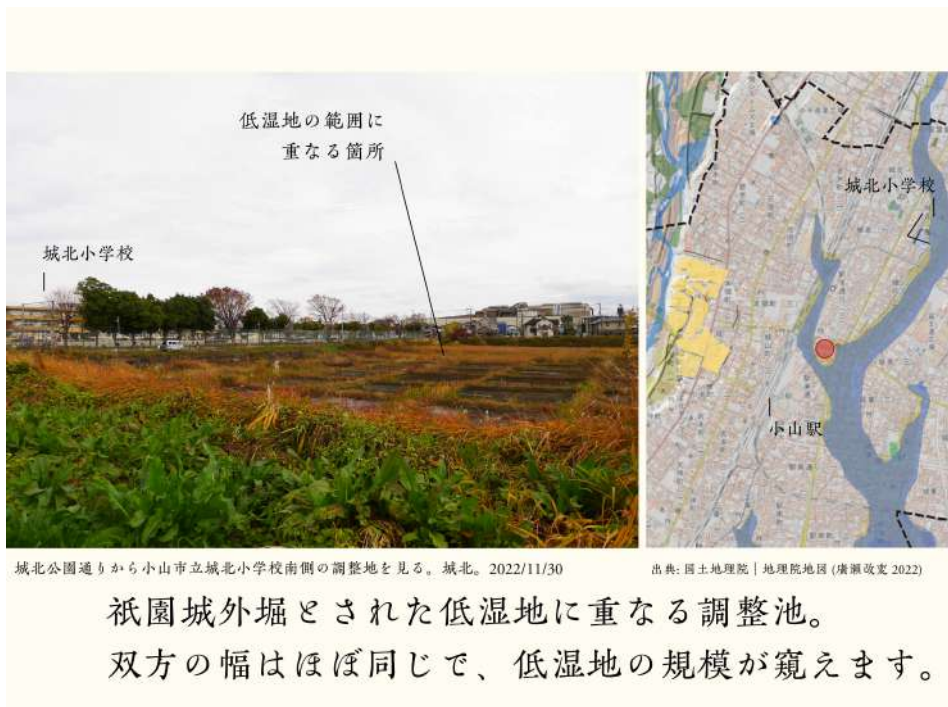 低湿地の範囲に
重なる箇所
城北小学校
城北小学校
小山駅
城北公園通りから小山市立城北小学校南側の調整地を見る。城北。2022/11/30
出典: 国土地理院｜地理院地図 (廣瀬改変 2022)
祇園城外堀とされた低湿地に重なる調整池。
双方の幅はほぼ同じで、低湿地の規模が窺えます。